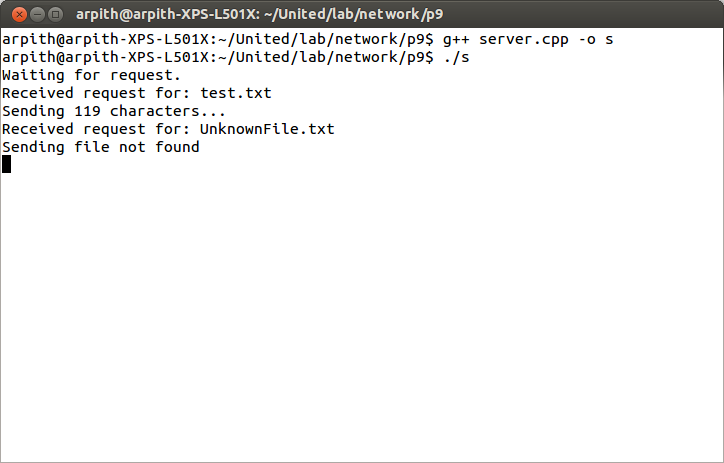 arpith@arpith-XPS-L501X: ~/United/lab/network/p9
arpith@arpith-XPS-L501X:~/United/lab/network/p9$ g++ server.cpp -o s
arpith@arpith-XPS-L501X:~/United/lab/network/p9$ ./s
Waiting for request.
Received request for: test.txt
Sending 119 characters...
Received request for: UnknownFile.txt
Sending file not found